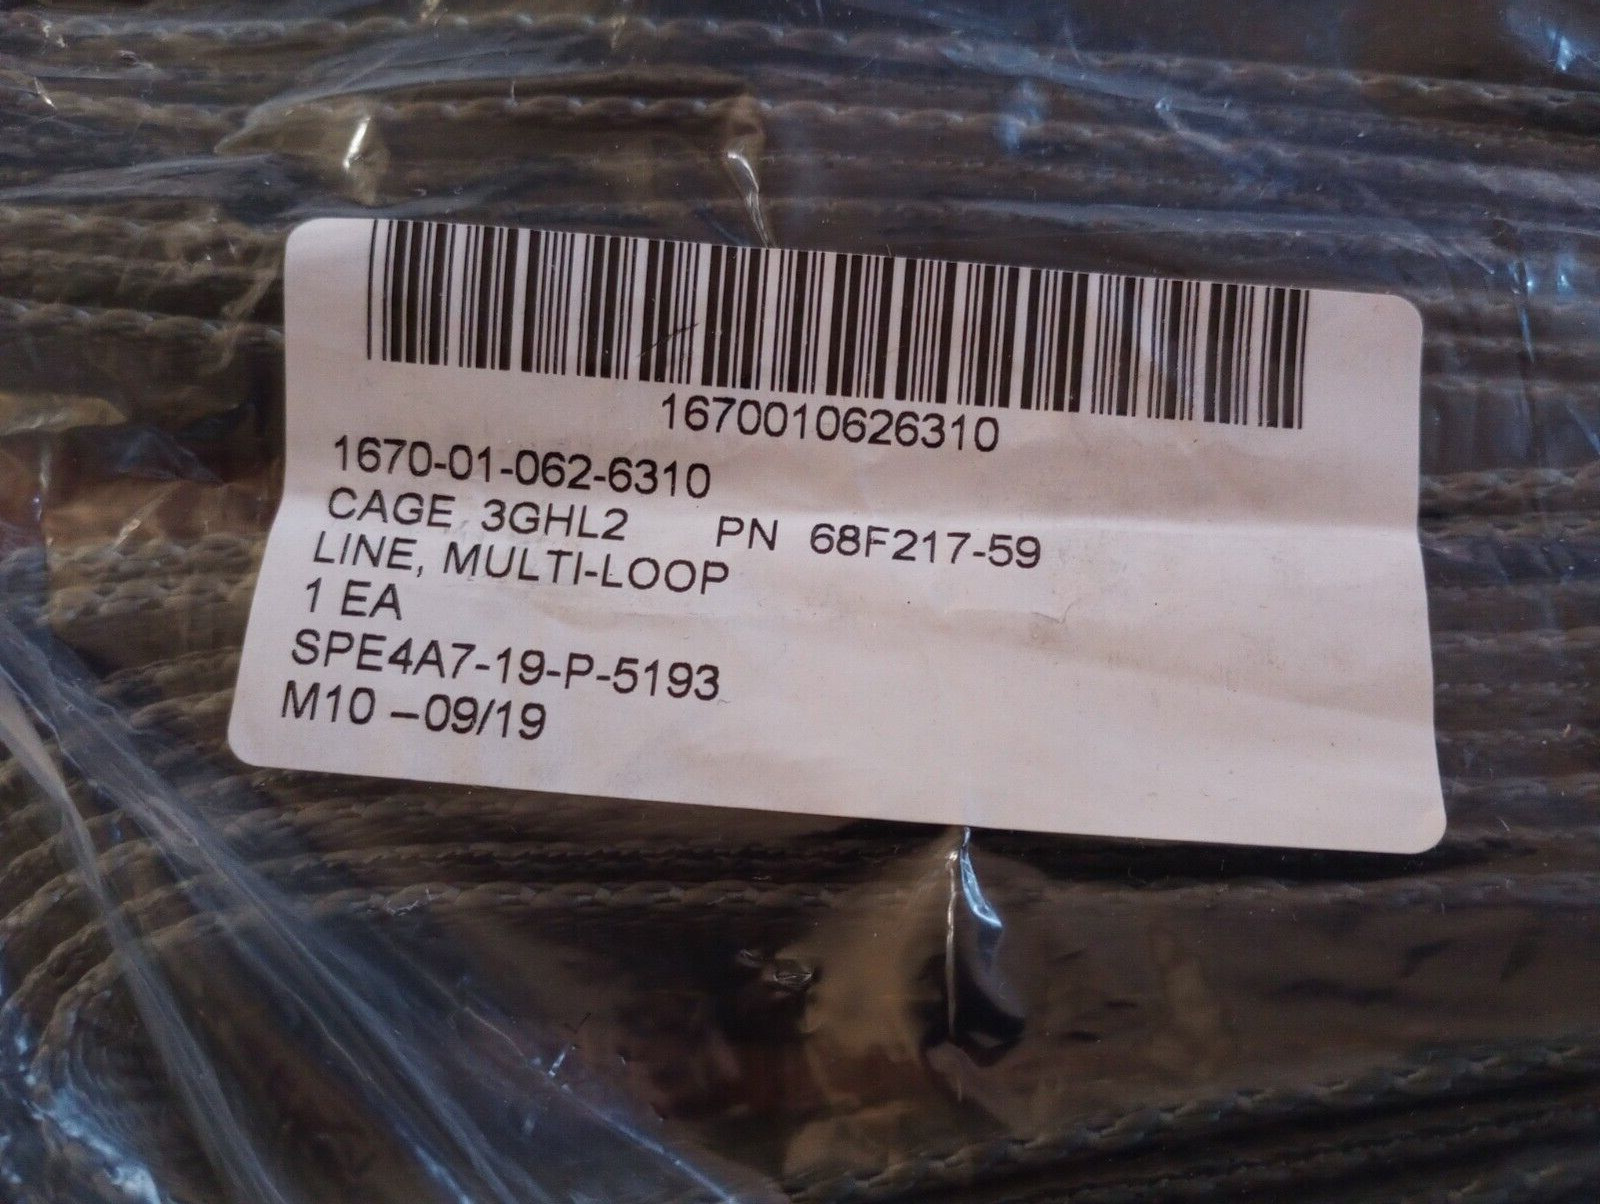 1670010626310
1670-01-062-6310
CAGE 3GHL2 PN 68F217-59
LINE, MULTI-LOOP
1 EA
SPE4A7-19-P-5193
M10 –09/19